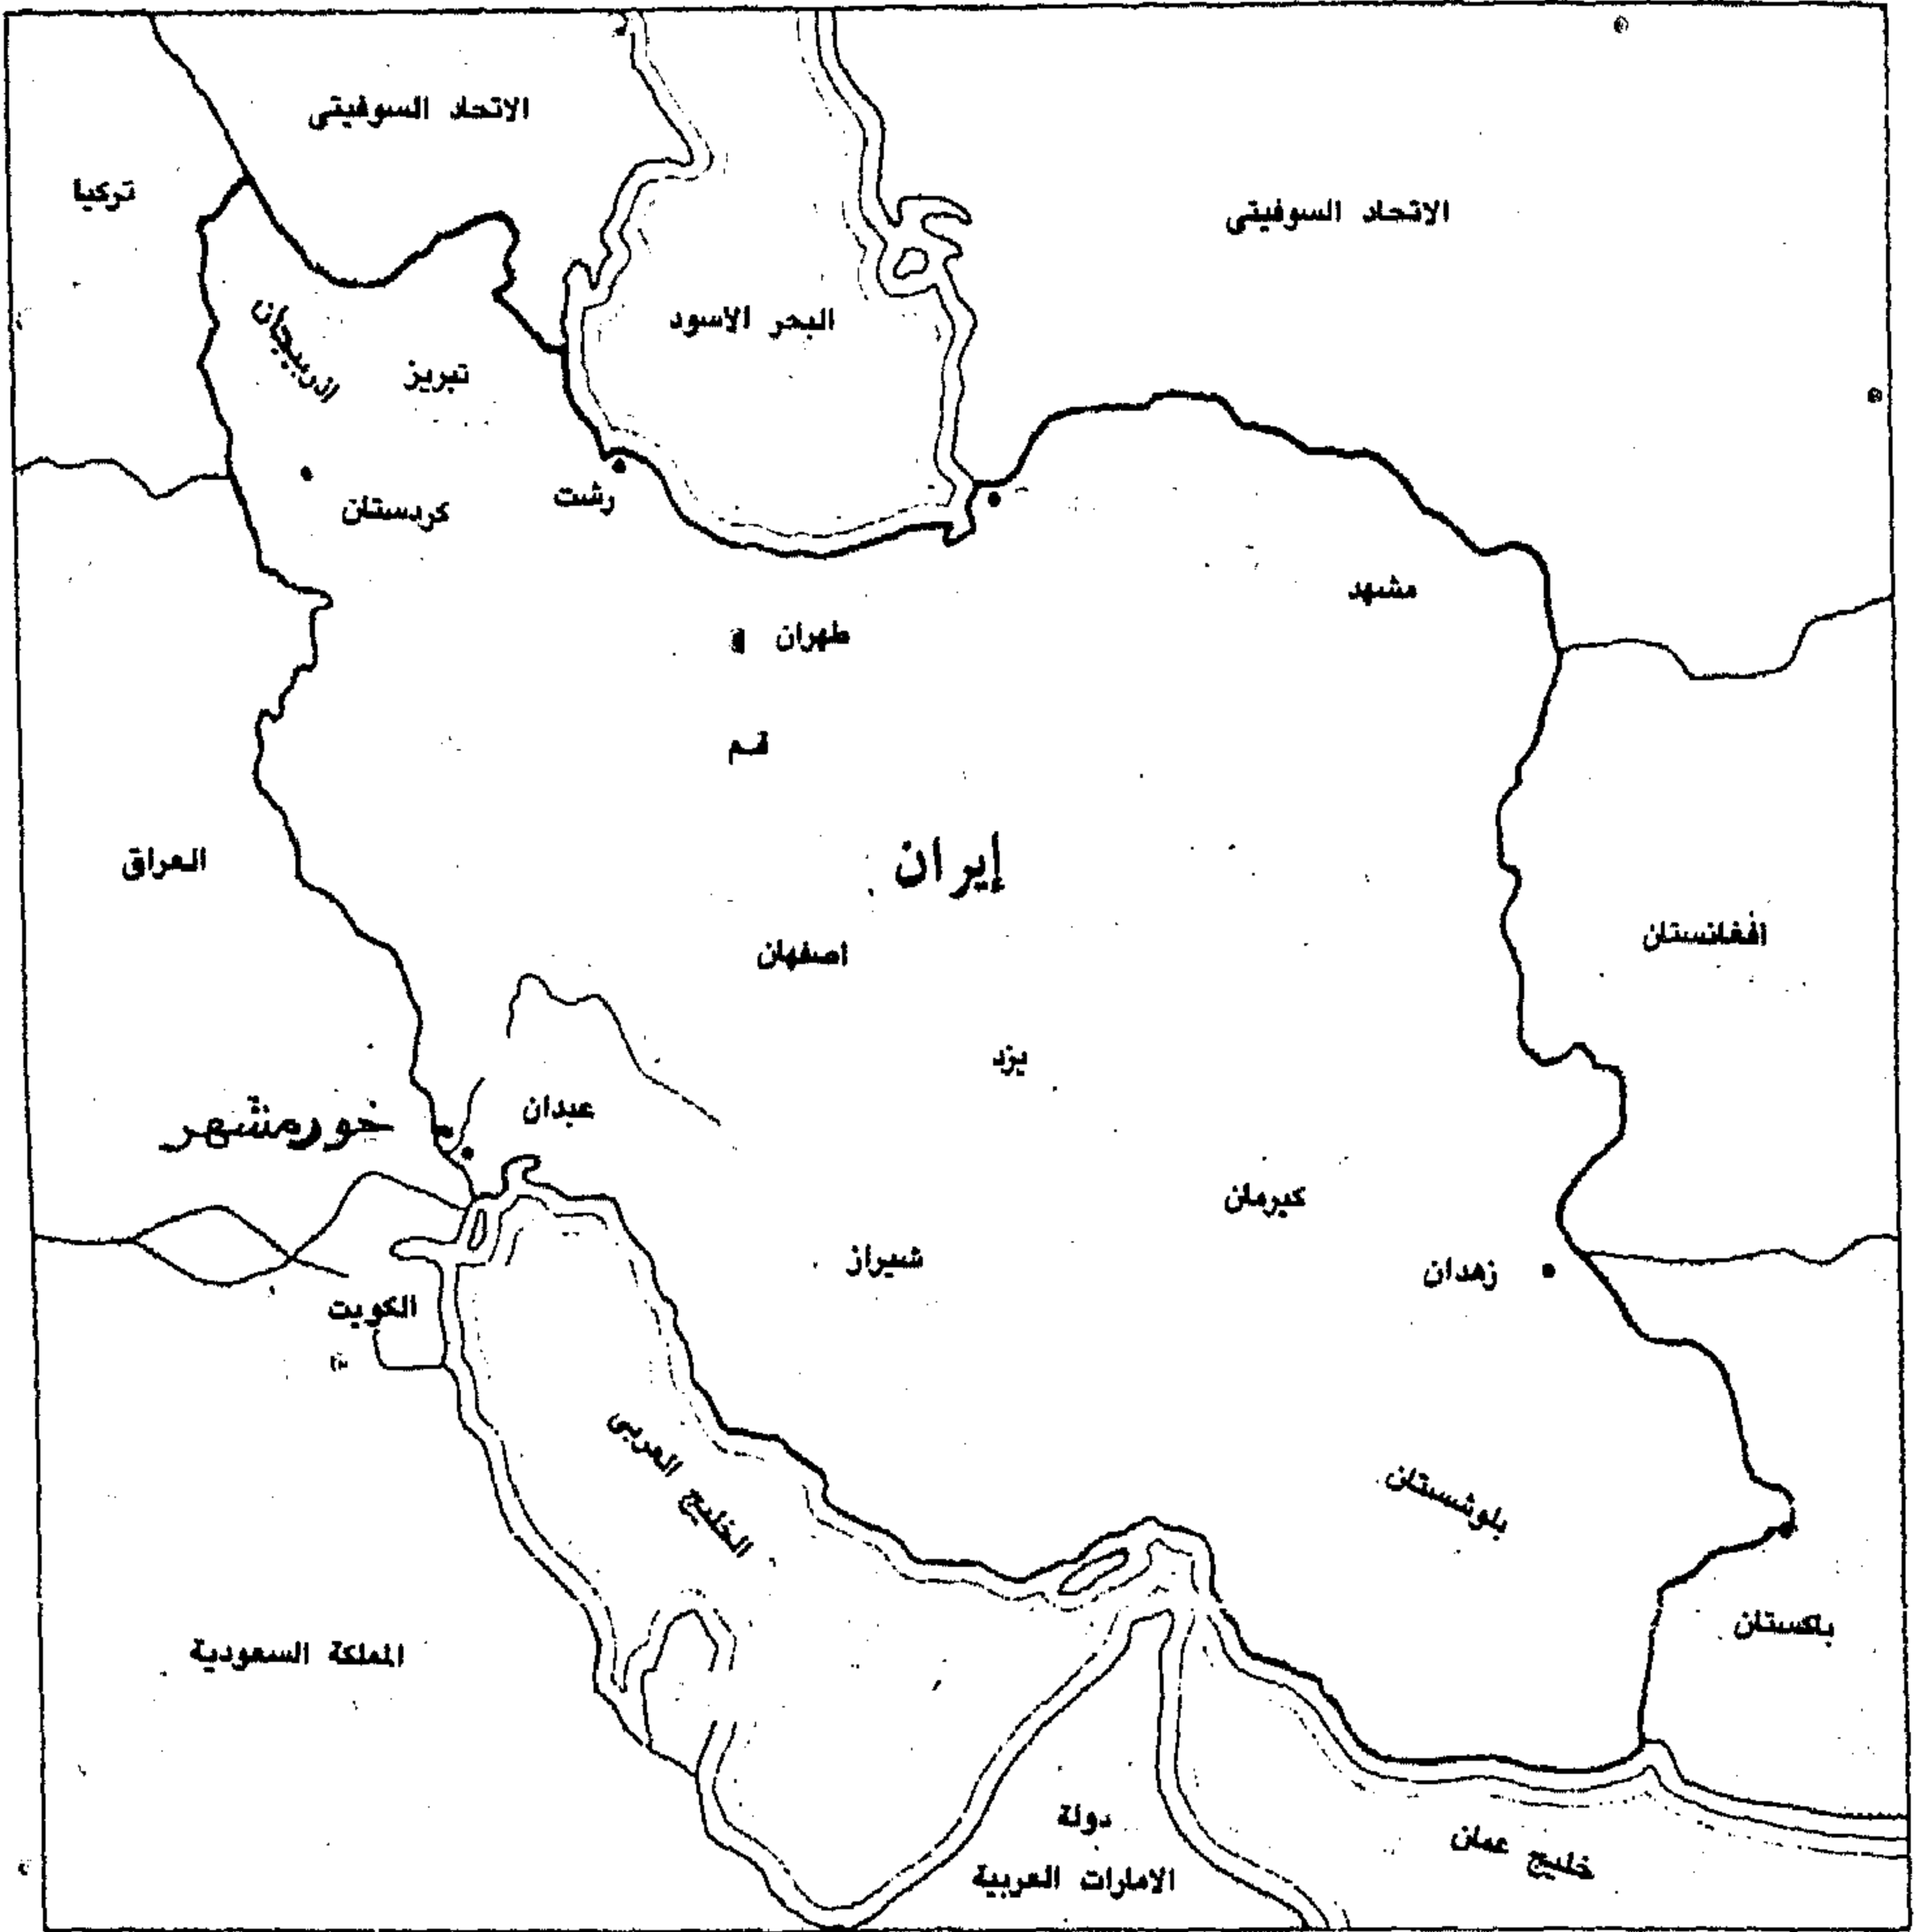 الاتحاد السوفيتى
تركيا
الاتحاد السوفيتى
البحر الأسود
اذربيجان
تبريز
كردستان
رشت
مشهد
طهران
قم
إيران
العراق
افغانستان
اصفهان
يزد
عبدان
خورمشهر
كيرمان
شيراز
زهدان
الكويت
الخليج العربى
بلوشستان
باكستان
المملكة السعودية
دولة
الامارات العربية
خليج عمان